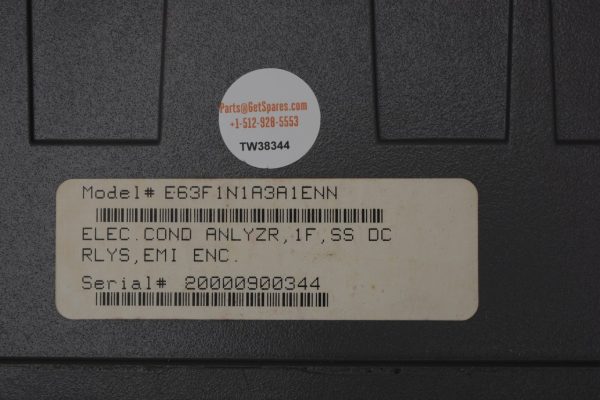 Parts@GetSpares.com
+1-512-928-5553
TW38344
Model# E63F1N1A3A1ENN
ELEC.COND ANLYZR,1F,SS DC
RLYS,EMI ENC.
Serial# 20000900344